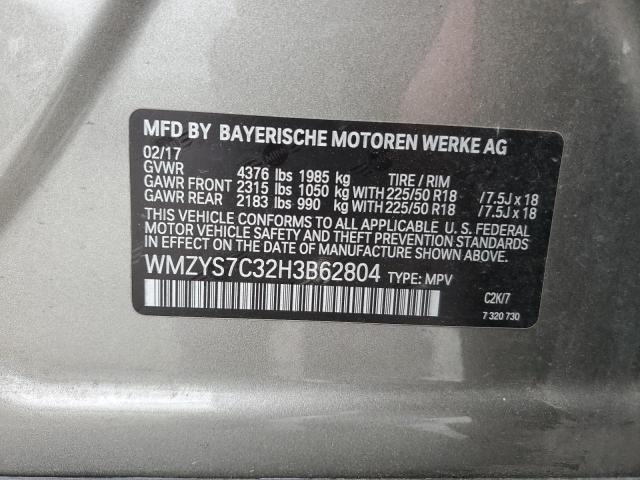 MFD BY BAYERISCHE MOTOREN WERKE AG
02/17
GVWR 4376 lbs 1985 kg TIRE / RIM
GAWR FRONT 2315 lbs 1050 kg WITH 225/50 R18 /7.5J x 18
GAWR REAR 2183 lbs 990 kg WITH 225/50 R18 /7.5J x 18
THIS VEHICLE CONFORMS TO ALL APPLICABLE U. S. FEDERAL
MOTOR VEHICLE SAFETY, BUMPER, AND THEFT PREVENTION
STANDARDS IN EFFECT ON THE DATE OF MANUFACTURE SHOWN ABOVE.
WMZYS7C32H3B62804 TYPE: MPV
C2K/7
7 320 730